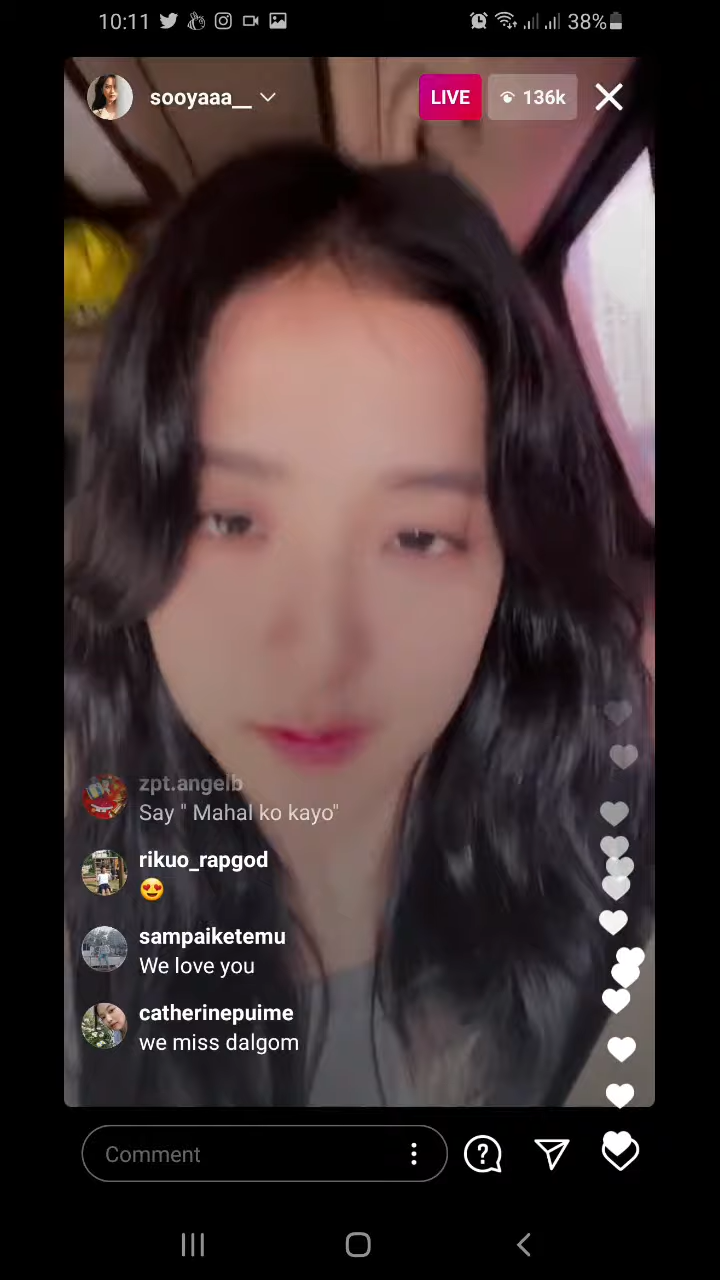 10:11
38%
sooyaaa__
LIVE
136k
zpt.angelb
Say " Mahal ko kayo"
rikuo_rapgod
😍
sampaiketemu
We love you
catherinepuime
we miss dalgom
Comment